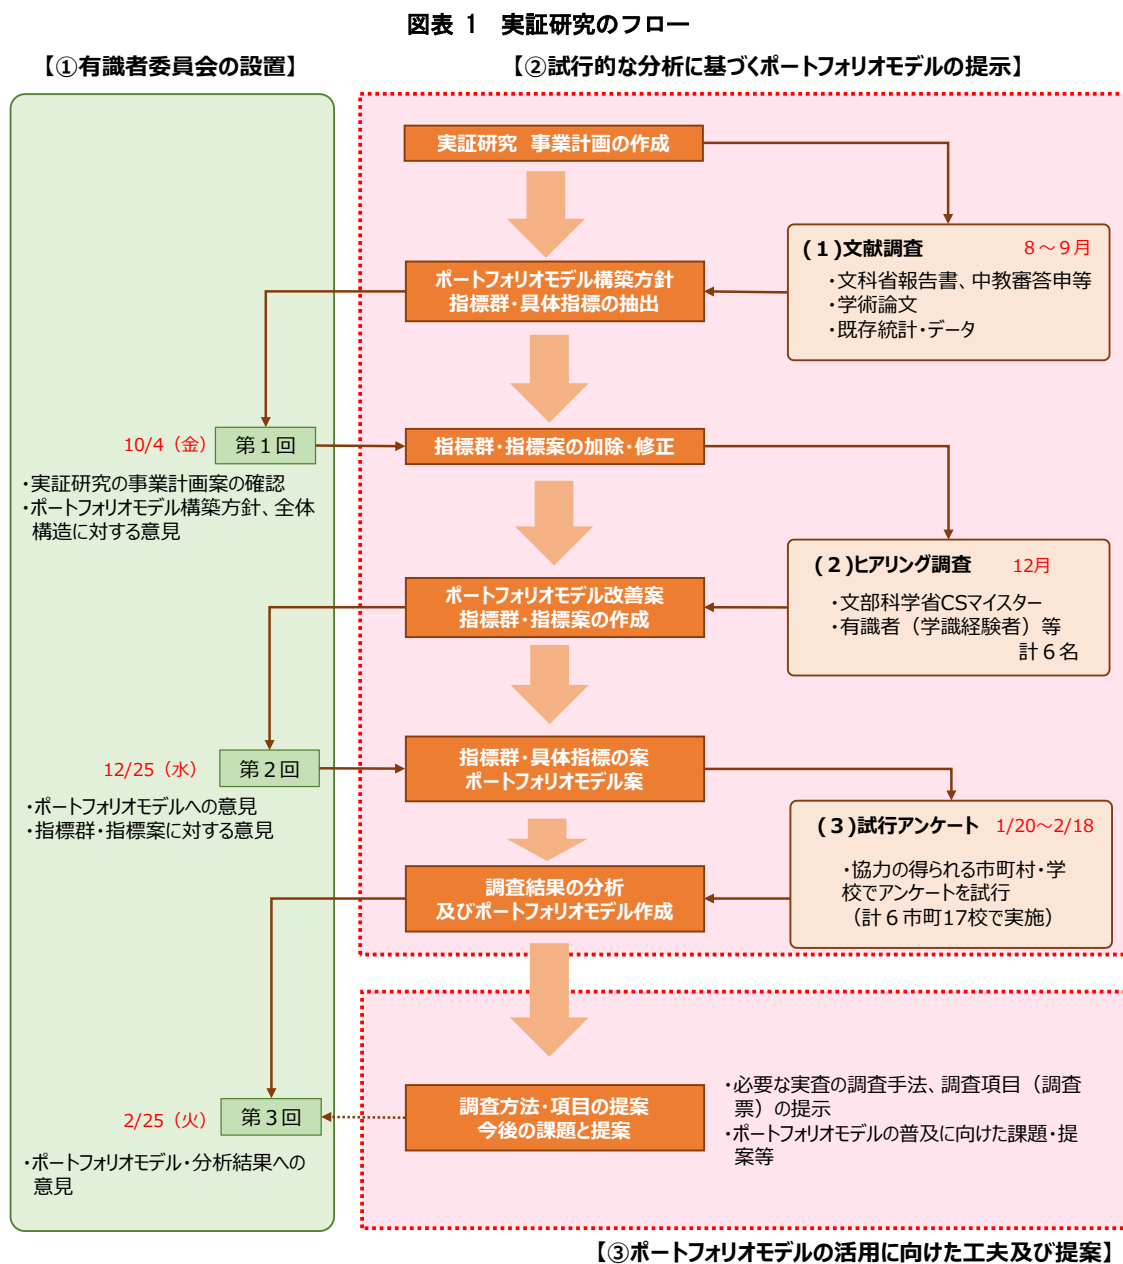 図表 1 実証研究のフロー
【①有識者委員会の設置】
【②試行的な分析に基づくポートフォリオモデルの提示】
実証研究 事業計画の作成
(1)文献調査 8～9月
・文科省報告書、中教審答申等
・学術論文
・既存統計・データ
ポートフォリオモデル構築方針
指標群・具体指標の抽出
10/4（金）
第1回
・実証研究の事業計画案の確認
・ポートフォリオモデル構築方針、全体
構造に対する意見
指標群・指標案の加除・修正
(2)ヒアリング調査 12月
・文部科学省CSマイスター
・有識者（学識経験者）等
計6名
ポートフォリオモデル改善案
指標群・指標案の作成
12/25（水）
第2回
・ポートフォリオモデルへの意見
・指標群・指標案に対する意見
指標群・具体指標の案
ポートフォリオモデル案
(3)試行アンケート 1/20～2/18
・協力の得られる市町村・学
校でアンケートを試行
（計6市町17校で実施）
調査結果の分析
及びポートフォリオモデル作成
2/25（火）
第3回
・ポートフォリオモデル・分析結果への
意見
調査方法・項目の提案
今後の課題と提案
・必要な実査の調査手法、調査項目（調査
票）の提示
・ポートフォリオモデルの普及に向けた課題・提
案等
【③ポートフォリオモデルの活用に向けた工夫及び提案】